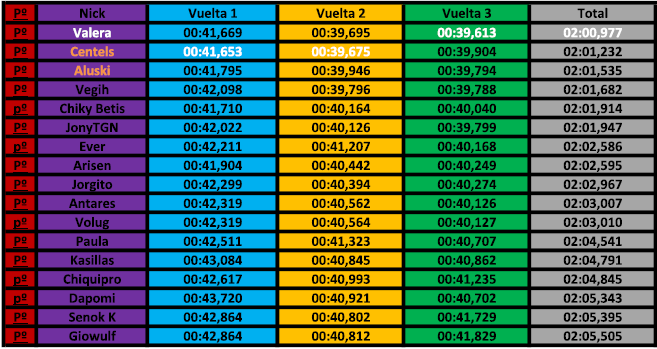 Pº Nick Vuelta 1 Vuelta 2 Vuelta 3 Total
Pº Valera 00:41,669 00:39,695 00:39,613 02:00,977
Pº Centels 00:41,653 00:39,675 00:39,904 02:01,232
Pº Aluski 00:41,795 00:39,946 00:39,794 02:01,535
Pº Vegih 00:42,098 00:39,796 00:39,788 02:01,682
pº Chiky Betis 00:41,710 00:40,164 00:40,040 02:01,914
Pº JonyTGN 00:42,022 00:40,126 00:39,799 02:01,947
pº Ever 00:42,211 00:41,207 00:40,168 02:02,586
Pº Arisen 00:41,904 00:40,442 00:40,249 02:02,595
Pº Jorgito 00:42,299 00:40,394 00:40,274 02:02,967
Pº Antares 00:42,319 00:40,562 00:40,126 02:03,007
pº Volug 00:42,319 00:40,564 00:40,127 02:03,010
Pº Paula 00:42,511 00:41,323 00:40,707 02:04,541
Pº Kasillas 00:43,084 00:40,845 00:40,862 02:04,791
pº Chiquipro 00:42,617 00:40,993 00:41,235 02:04,845
pº Dapomi 00:43,720 00:40,921 00:40,702 02:05,343
Pº Senok K 00:42,864 00:40,802 00:41,729 02:05,395
Pº Giowulf 00:42,864 00:40,812 00:41,829 02:05,505